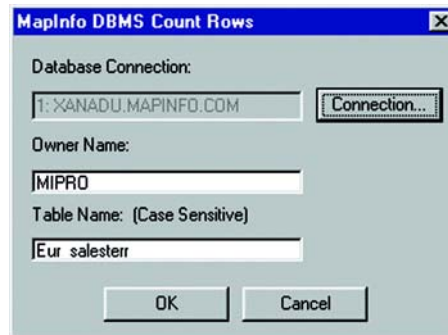 MapInfo DBMS Count Rows
Database Connection:
1: XANADU.MAPINFO.COM
Connection...
Owner Name:
MIPRO
Table Name: (Case Sensitive)
Eur salesterr
OK
Cancel